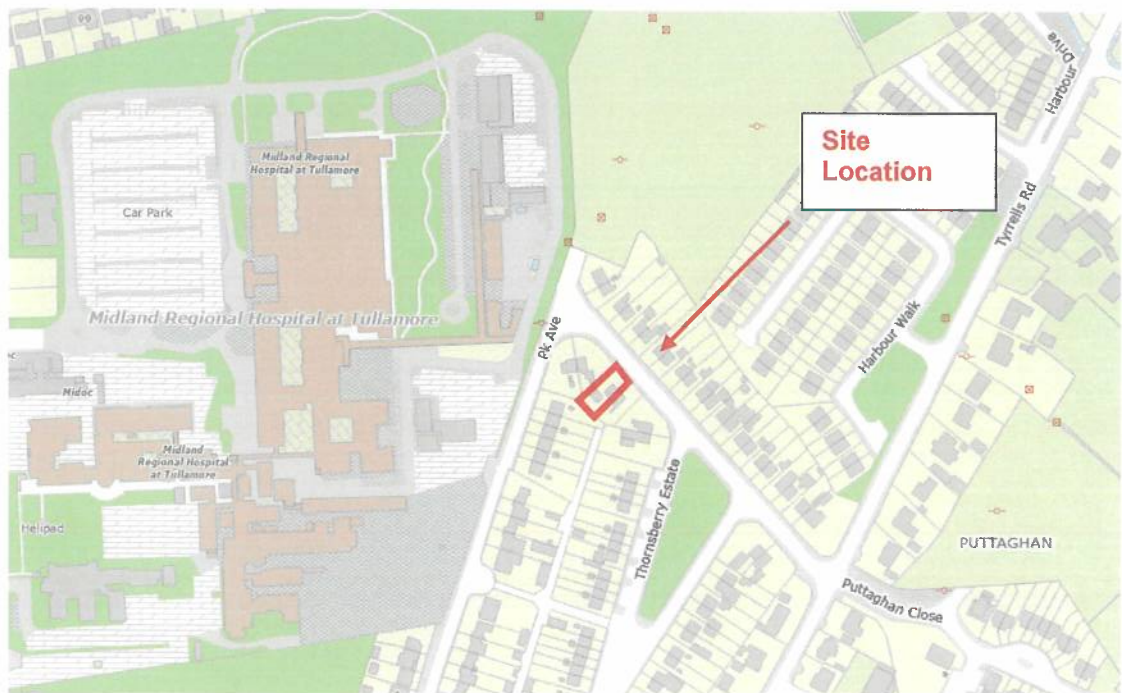 99
Midland Regional
Hospital at Tullamore
Car Park
Midland Regional Hospital at Tullamore
Midoc
Midland
Regional Hospital
at Tullamore
Helipad
Pk Ave
Site
Location
Harbour Drive
Tyrrells Rd
Harbour Walk
Thornsberry Estate
PUTTAGHAN
Puttaghan Close